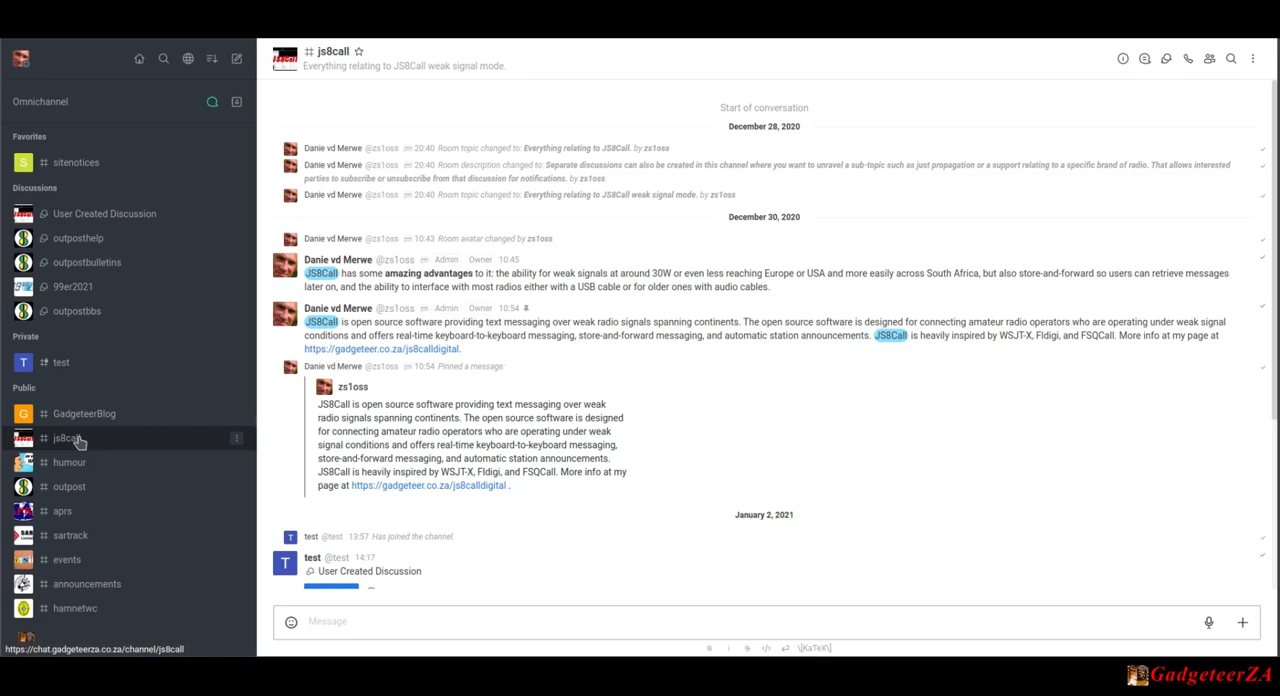 js8call
Everything relating to JS8Call weak signal mode.
Omnichannel
Favorites
S
sitenotices
Discussions
User Created Discussion
outposthelp
outpostbulletins
99er2021
outpostbbs
Private
T
test
Public
G
GadgeteerBlog
js8call
humour
outpost
aprs
sartrack
events
announcements
hamnetwc
https://chat.gadgeteerza.co.za/channel/js8call
Start of conversation
December 28, 2020
Danie vd Merwe @zs1oss 20:40 Room topic changed to: Everything relating to JS8Call. by zs1oss
Danie vd Merwe @zs1oss 20:40 Room description changed to: Separate discussions can also be created in this channel where you want to unravel a sub-topic such as just propagation or a support relating to a specific brand of radio. That allows interested
parties to subscribe or unsubscribe from that discussion for notifications. by zs1oss
Danie vd Merwe @zs1oss 20:40 Room topic changed to: Everything relating to JS8Call weak signal mode. by zs1oss
December 30, 2020
Danie vd Merwe @zs1oss 10:43 Room avatar changed by zs1oss
Danie vd Merwe @zs1oss Admin Owner 10:45
JS8Call has some amazing advantages to it: the ability for weak signals at around 30W or even less reaching Europe or USA and more easily across South Africa, but also store-and-forward so users can retrieve messages
later on, and the ability to interface with most radios either with a USB cable or for older ones with audio cables.
Danie vd Merwe @zs1oss Admin Owner 10:54
JS8Call is open source software providing text messaging over weak radio signals spanning continents. The open source software is designed for connecting amateur radio operators who are operating under weak signal
conditions and offers real-time keyboard-to-keyboard messaging, store-and-forward messaging, and automatic station announcements. JS8Call is heavily inspired by WSJT-X, Fldigi, and FSQCall. More info at my page at
https://gadgeteer.co.za/js8calldigital.
Danie vd Merwe @zs1oss 10:54 Pinned a message:
zs1oss
JS8Call is open source software providing text messaging over weak
radio signals spanning continents. The open source software is designed
for connecting amateur radio operators who are operating under weak
signal conditions and offers real-time keyboard-to-keyboard messaging,
store-and-forward messaging, and automatic station announcements.
JS8Call is heavily inspired by WSJT-X, Fldigi, and FSQCall. More info at my
page at https://gadgeteer.co.za/js8calldigital .
January 2, 2021
T
test @test 13:57 Has joined the channel.
T
test @test 14:17
User Created Discussion
Message
\[KaTeX\]
GadgeteerZA